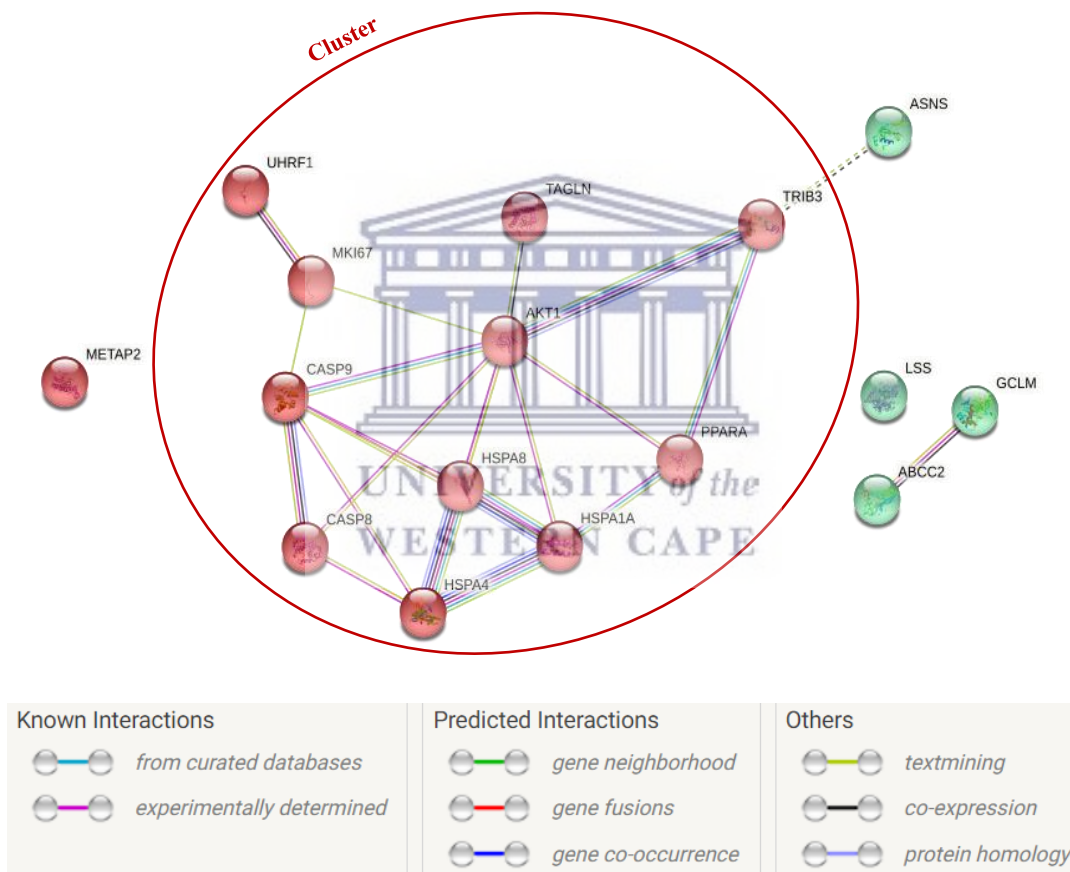 Cluster
ASNS
UHRF1
TAGLN
TRIB3
MKI67
AKT1
METAP2
CASP9
LSS
GCLM
PPARA
HSPA8
ABCC2
UNIVERSITY of the
CASP8
HSPA1A
WESTERN CAPE
HSPA4
Known Interactions
from curated databases
experimentally determined
Predicted Interactions
gene neighborhood
gene fusions
gene co-occurrence
Others
textmining
co-expression
protein homology